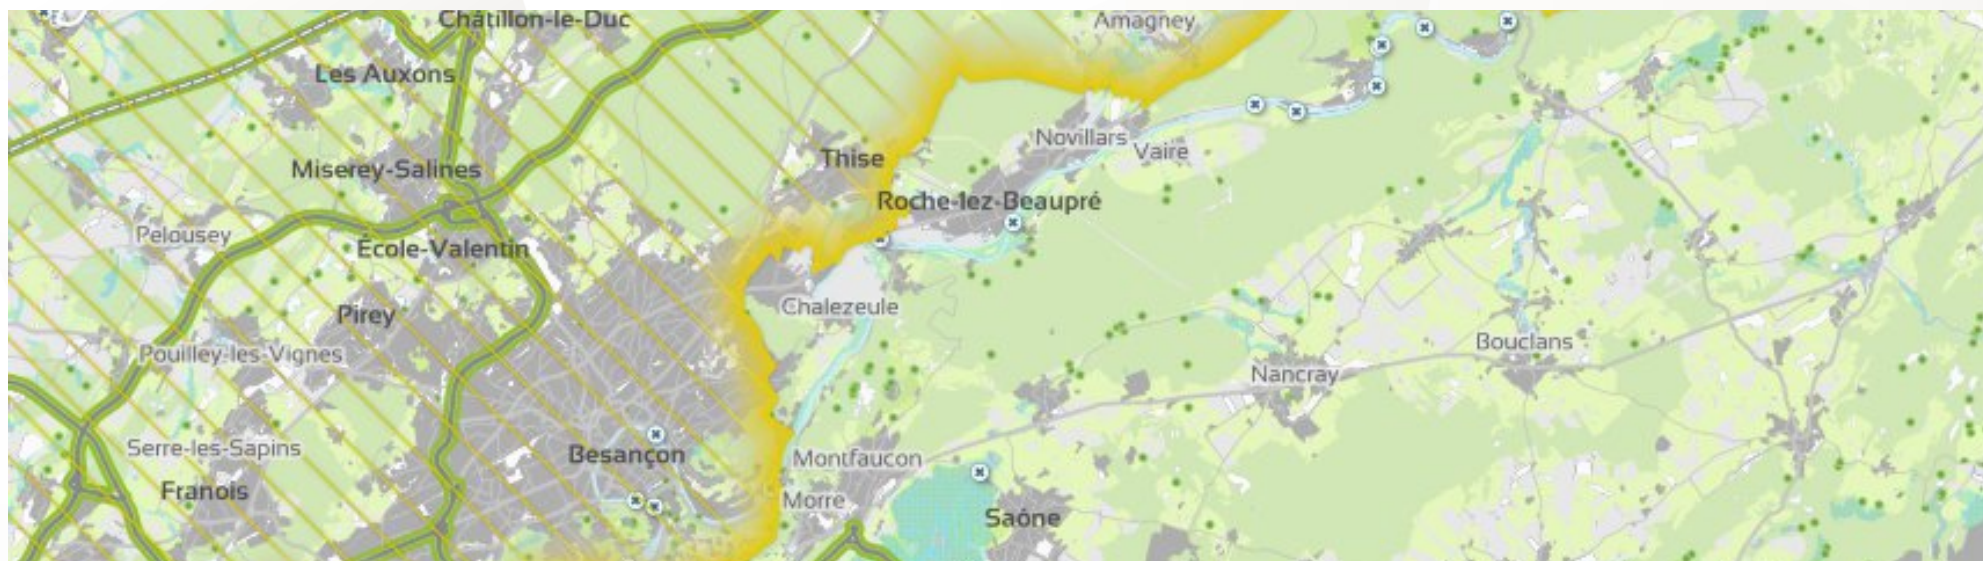 Châtillon-le-Duc
Amagney
Les Auxons
Novillars
Vaire
Thise
Miserey-Salines
Roche-lez-Beaupré
Pelousey
École-Valentin
Chalezeule
Pirey
Bouclans
Pouilley-les-Vignes
Nancray
Serre-les-Sapins
Besançon
Montfaucon
Franois
Morre
Saône